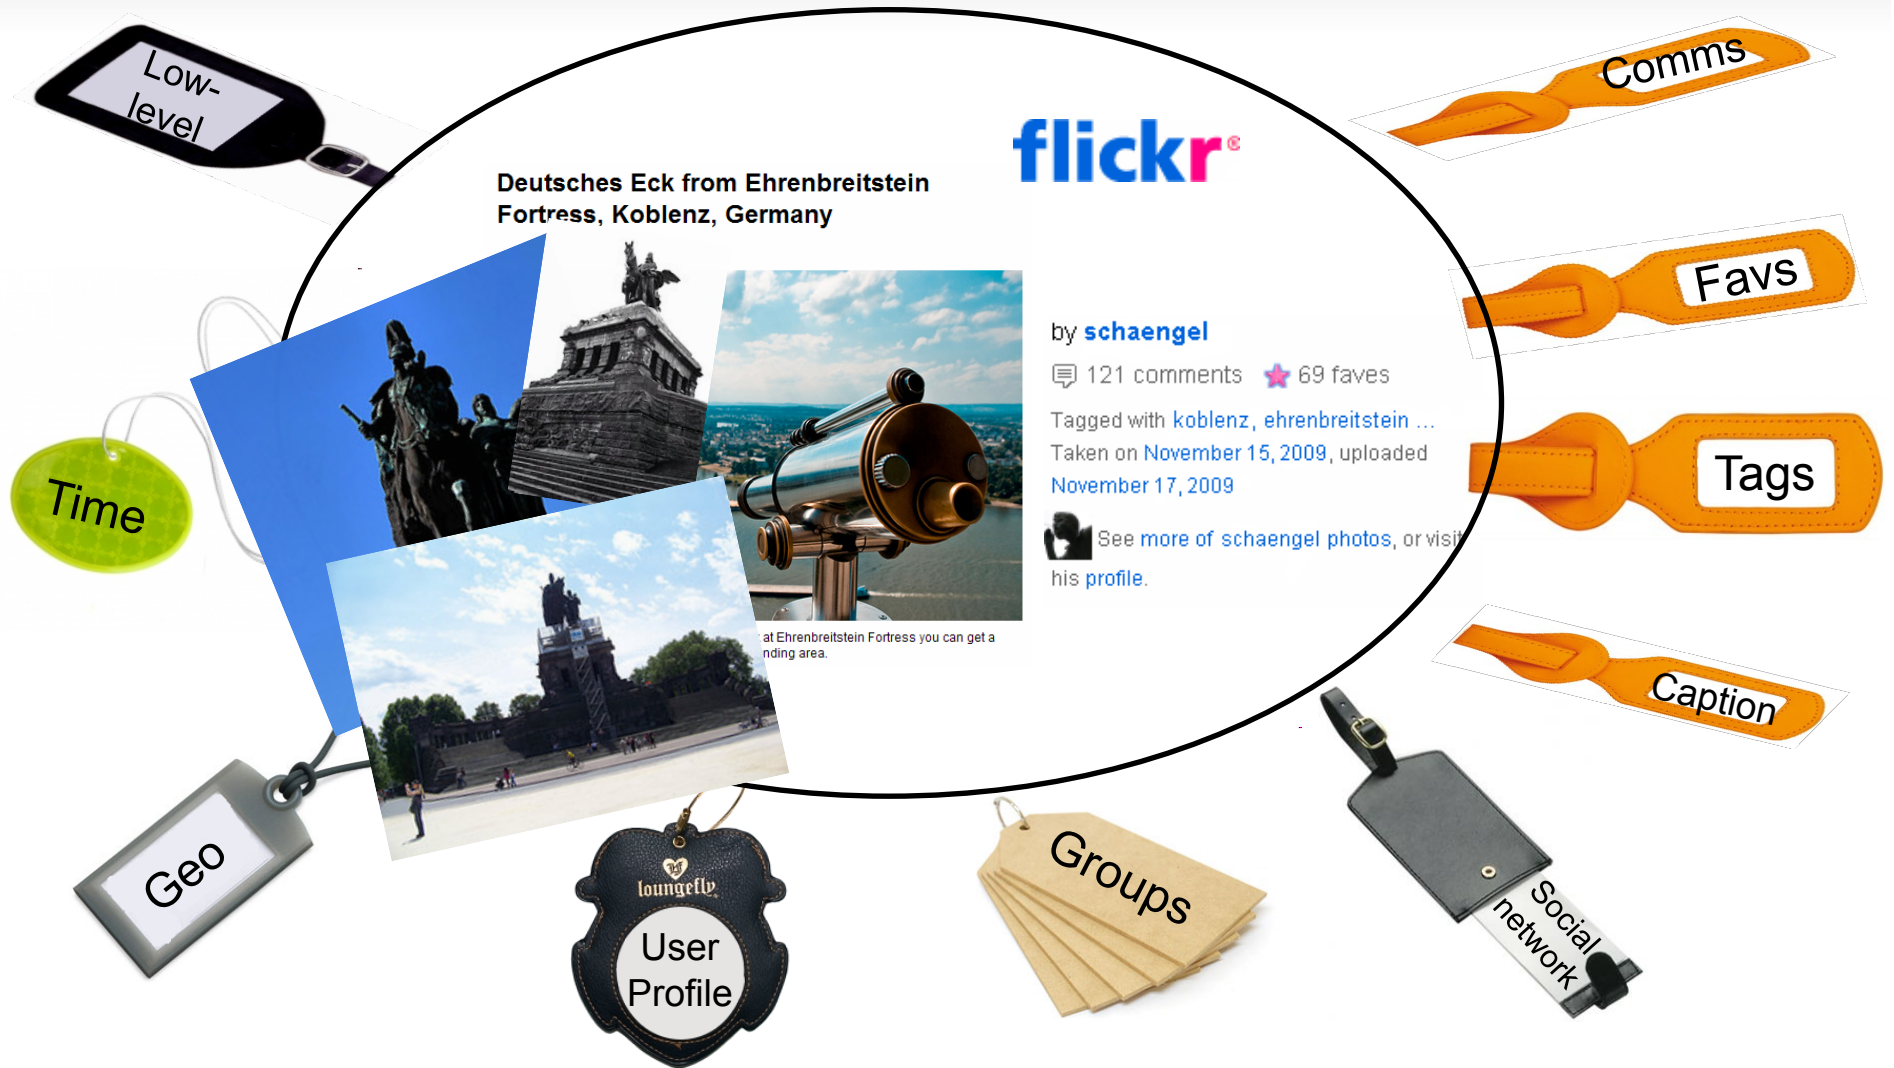 Low-
level
Comms
flickr®
Deutsches Eck from Ehrenbreitstein
Fortress, Koblenz, Germany
Favs
by schaengel
121 comments 69 faves
Tagged with koblenz, ehrenbreitstein ...
Taken on November 15, 2009, uploaded
November 17, 2009
Tags
Time
See more of schaengel photos, or visit
his profile.
at Ehrenbreitstein Fortress you can get a
nding area.
Caption
Geo
loungefly
User
Profile
Groups
Social
network